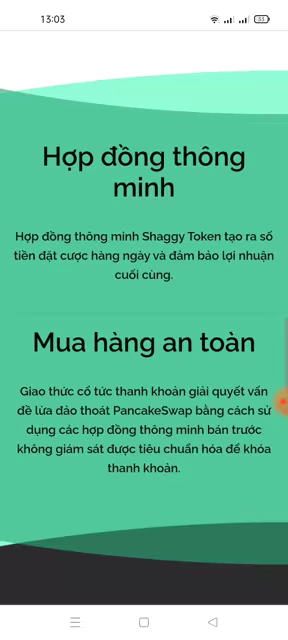 13:03
33
Hợp đồng thông
minh
Hợp đồng thông minh Shaggy Token tạo ra số
tiền đặt cược hàng ngày và đảm bảo lợi nhuận
cuối cùng.
Mua hàng an toàn
Giao thức cổ tức thanh khoản giải quyết vấn
đề lừa đảo thoát PancakeSwap bằng cách sử
dụng các hợp đồng thông minh bán trước
không giám sát được tiêu chuẩn hóa để khóa
thanh khoản.